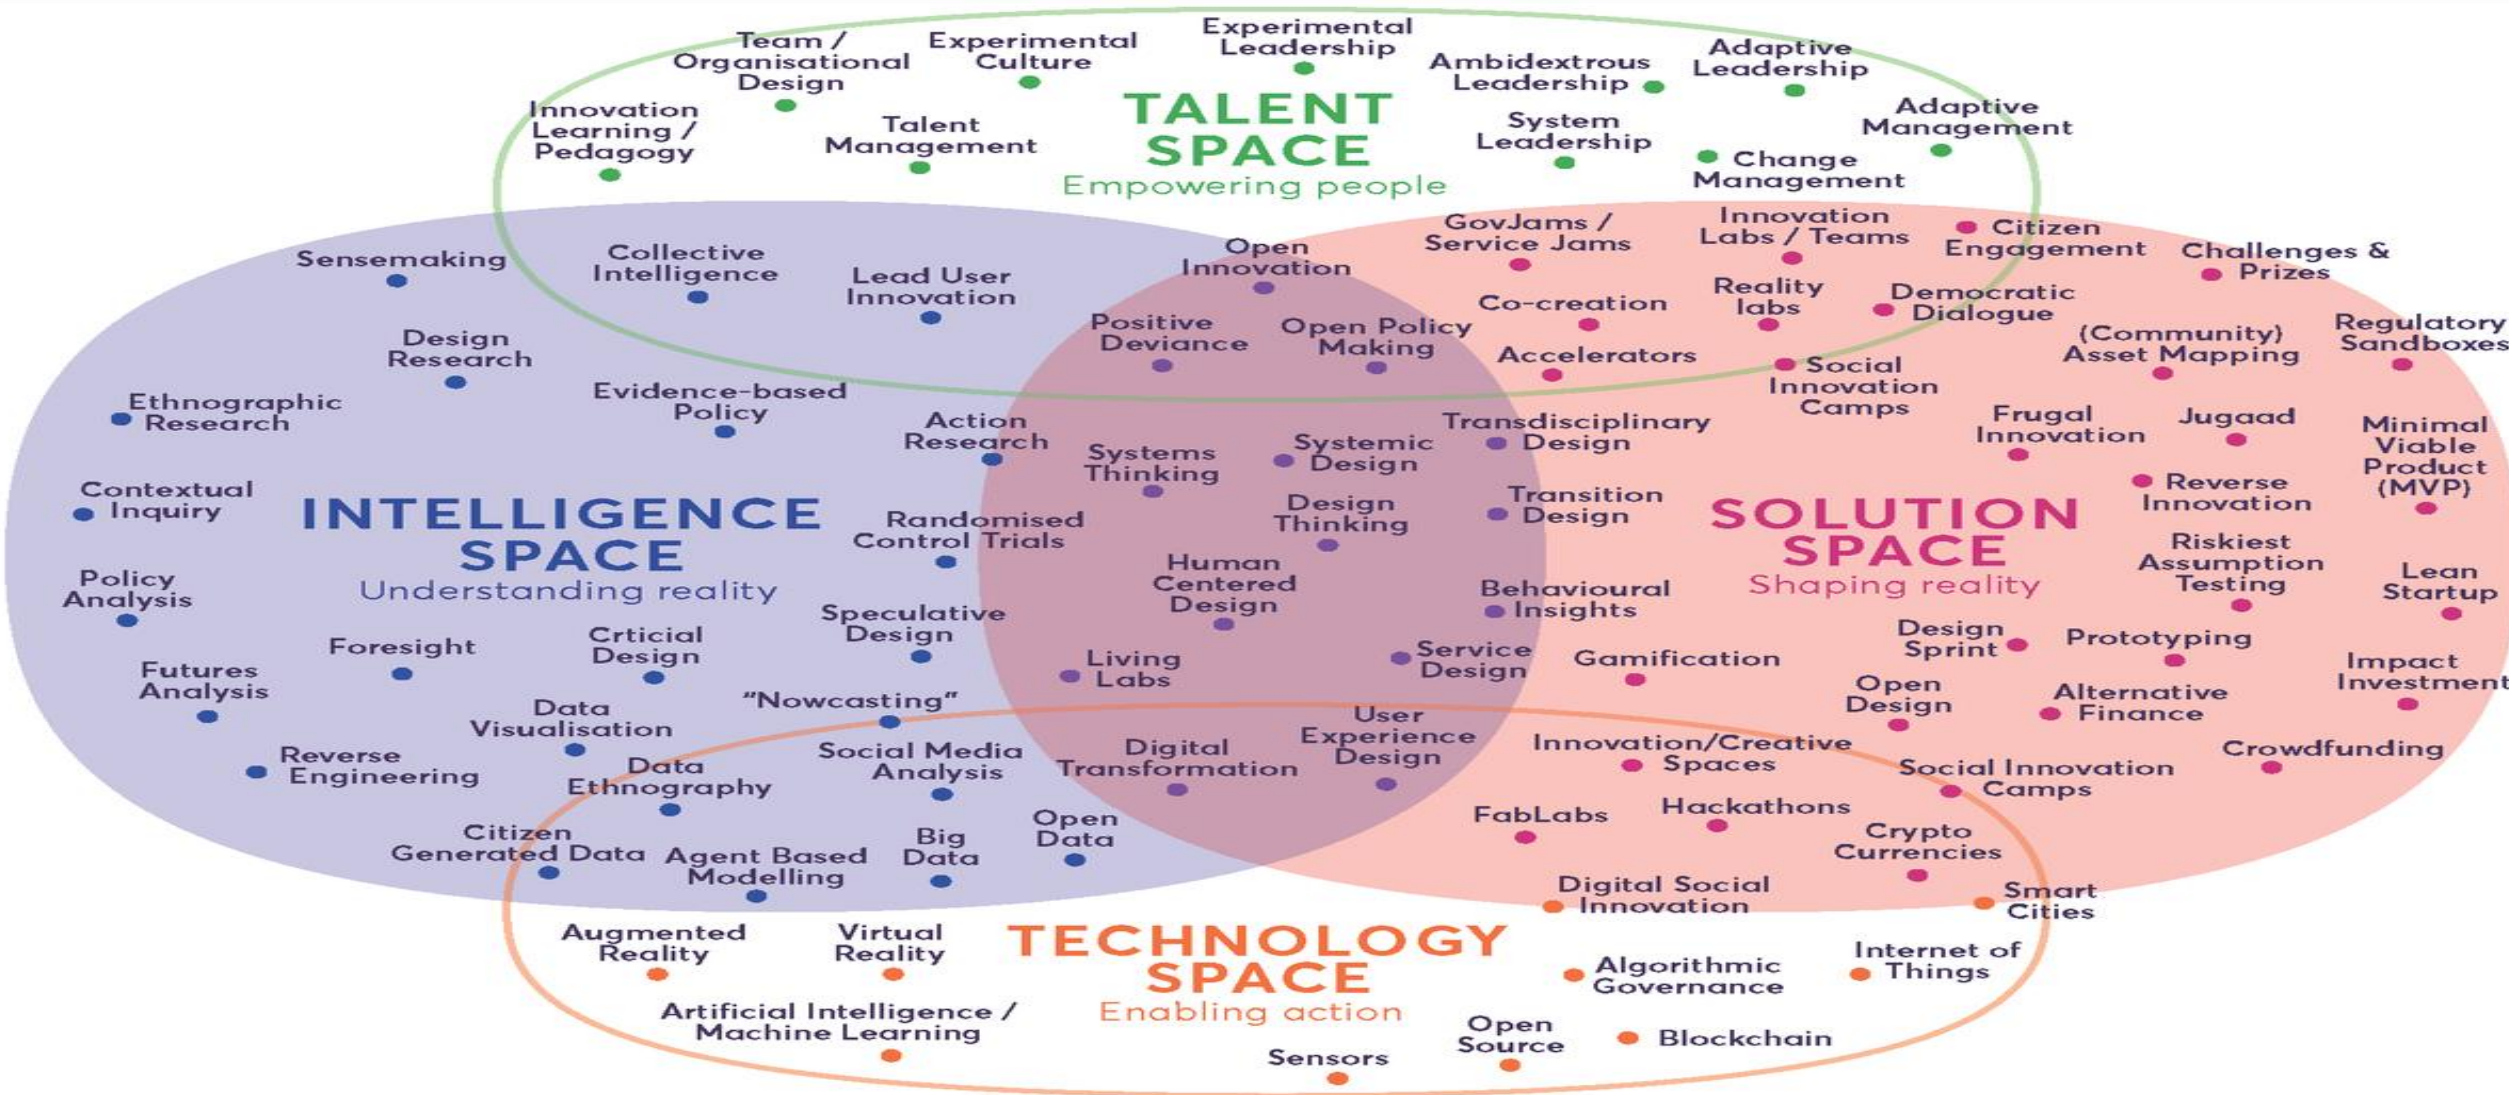 Team /
Organisational
Design
Experimental
Culture
Experimental
Leadership
Ambidextrous
Leadership
Adaptive
Leadership
Innovation
Learning /
Pedagogy
Talent
Management
TALENT
SPACE
Empowering people
System
Leadership
Adaptive
Management
Change
Management
Sensemaking
Collective
Intelligence
Lead User
Innovation
Open
Innovation
GovJams /
Service Jams
Innovation
Labs / Teams
Citizen
Engagement
Challenges &
Prizes
Design
Research
Positive
Deviance
Open Policy
Making
Co-creation
Reality
labs
Democratic
Dialogue
(Community)
Asset Mapping
Regulatory
Sandboxes
Accelerators
Social
Innovation
Camps
Ethnographic
Research
Evidence-based
Policy
Action
Research
Systems
Thinking
Systemic
Design
Transdisciplinary
Design
Frugal
Innovation
Jugaad
Minimal
Viable
Product
(MVP)
Contextual
Inquiry
INTELLIGENCE
SPACE
Understanding reality
Randomised
Control Trials
Design
Thinking
Transition
Design
SOLUTION
SPACE
Shaping reality
Reverse
Innovation
Riskiest
Assumption
Testing
Lean
Startup
Policy
Analysis
Human
Centered
Design
Behavioural
Insights
Foresight
Crticial
Design
Speculative
Design
Living
Labs
Service
Design
Gamification
Design
Sprint
Prototyping
Impact
Investment
Futures
Analysis
Data
Visualisation
"Nowcasting"
Open
Design
Alternative
Finance
Reverse
Engineering
Data
Ethnography
Social Media
Analysis
Digital
Transformation
User
Experience
Design
Innovation/Creative
Spaces
Social Innovation
Camps
Crowdfunding
Citizen
Generated Data
Agent Based
Modelling
Big
Data
Open
Data
FabLabs
Hackathons
Crypto
Currencies
Digital Social
Innovation
Smart
Cities
Augmented
Reality
Virtual
Reality
TECHNOLOGY
SPACE
Enabling action
Algorithmic
Governance
Internet of
Things
Artificial Intelligence /
Machine Learning
Sensors
Open
Source
Blockchain